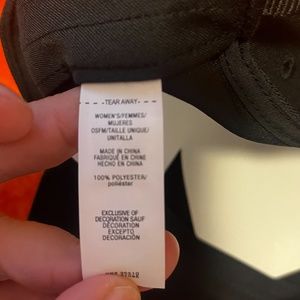 - TEAR AWAY -
WOMEN'S/FEMMES/
MUJERES
OSFM/TAILLE UNIQUE/
UNITALLA
MADE IN CHINA
FABRIQUÉ EN CHINE
HECHO EN CHINA
100% POLYESTER/
poliéster
EXCLUSIVE OF
DECORATION SAUF
DÉCORATION
EXCEPTO
DECORACIÓN